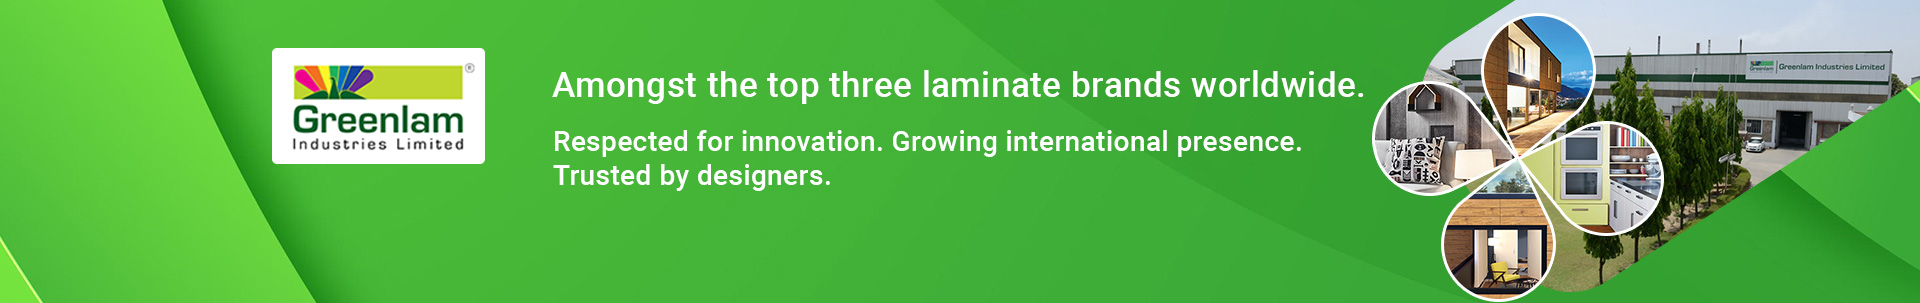 Greenlam
Industries Limited
®
Amongst the top three laminate brands worldwide.
Respected for innovation. Growing international presence.
Trusted by designers.
Greenlam Industries Limited